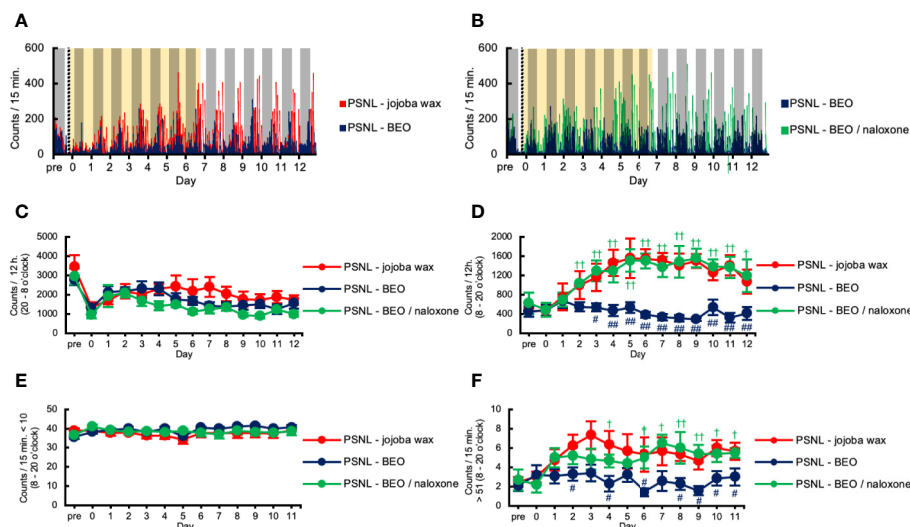 A
600
400
200
0
Counts / 15 min.
pre 0 1 2 3 4 5 6 7 8 9 10 11 12
Day
PSNL - jojoba wax
PSNL - BEO
B
600
400
200
0
Counts / 15 min.
pre 0 1 2 3 4 5 6 7 8 9 10 11 12
Day
PSNL - BEO
PSNL - BEO / naloxone
C
5000
4000
3000
2000
1000
0
Counts / 12 h.
(20 - 8 o'clock)
pre 0 1 2 3 4 5 6 7 8 9 10 11 12
Day
PSNL - jojoba wax
PSNL - BEO
PSNL - BEO / naloxone
D
2000
1600
1200
800
400
0
Counts / 12h.
(8 - 20 o'clock)
†† †† †† †† †† †† †† †† †† †† † †
# ## ## ## ## ## ## ## ## ##
pre 0 1 2 3 4 5 6 7 8 9 10 11 12
Day
PSNL - jojoba wax
PSNL - BEO
PSNL - BEO / naloxone
E
50
40
30
20
10
0
Counts / 15 min. < 10
(8 - 20 o'clock)
pre 0 1 2 3 4 5 6 7 8 9 10 11
Day
PSNL - jojoba wax
PSNL - BEO
PSNL - BEO / naloxone
F
10
8
6
4
2
0
Counts / 15 min.
> 51 (8 - 20 o'clock)
† † † †† †† † †
# # # # # # #
pre 0 1 2 3 4 5 6 7 8 9 10 11
Day
PSNL - jojoba wax
PSNL - BEO
PSNL - BEO / naloxone